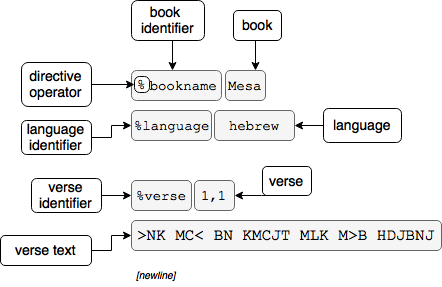 book
identifier
book
directive
operator
%bookname Mesa
language
identifier
%language hebrew
language
verse
identifier
%verse 1,1
verse
verse text
>NK MC< BN KMCJT MLK M>B HDJBNJ
[newline]